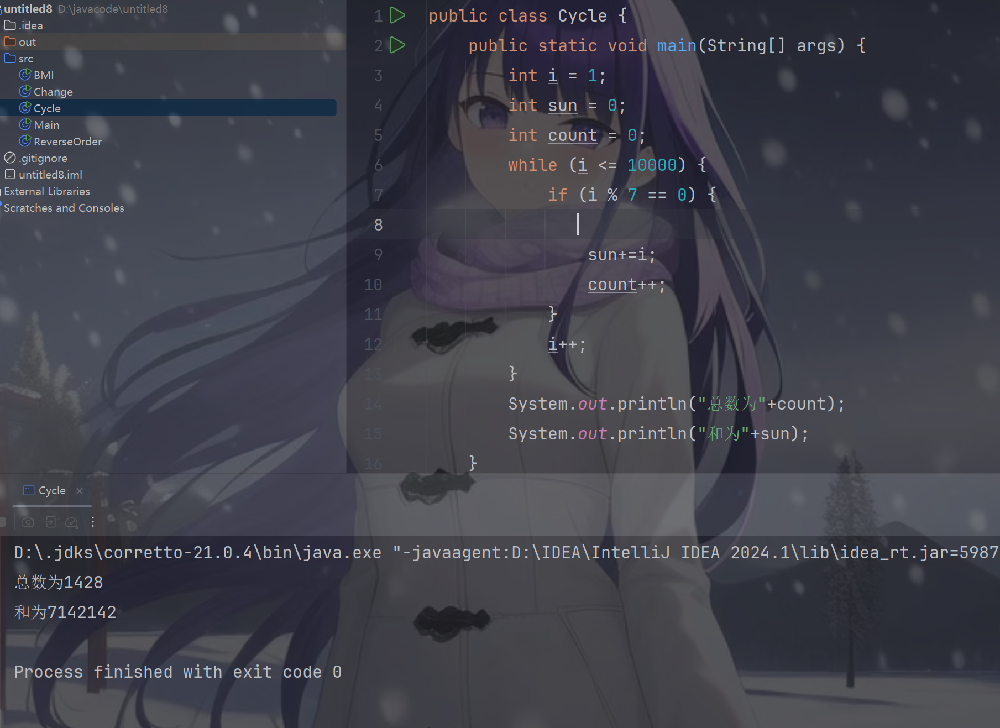 untitled8 D:\javacode\untitled8
.idea
out
src
BMI
Change
Cycle
Main
ReverseOrder
.gitignore
untitled8.iml
External Libraries
Scratches and Consoles
1 public class Cycle {
2 public static void main(String[] args) {
3 int i = 1;
4 int sun = 0;
5 int count = 0;
6 while (i <= 10000) {
7 if (i % 7 == 0) {
8
9 sun+=i;
10 count++;
11 }
12 i++;
13 }
14 System.out.println("总数为"+count);
15 System.out.println("和为"+sun);
16 }
Cycle
D:\.jdks\corretto-21.0.4\bin\java.exe "-javaagent:D:\IDEA\IntelliJ IDEA 2024.1\lib\idea_rt.jar=5987
总数为1428
和为7142142
Process finished with exit code 0